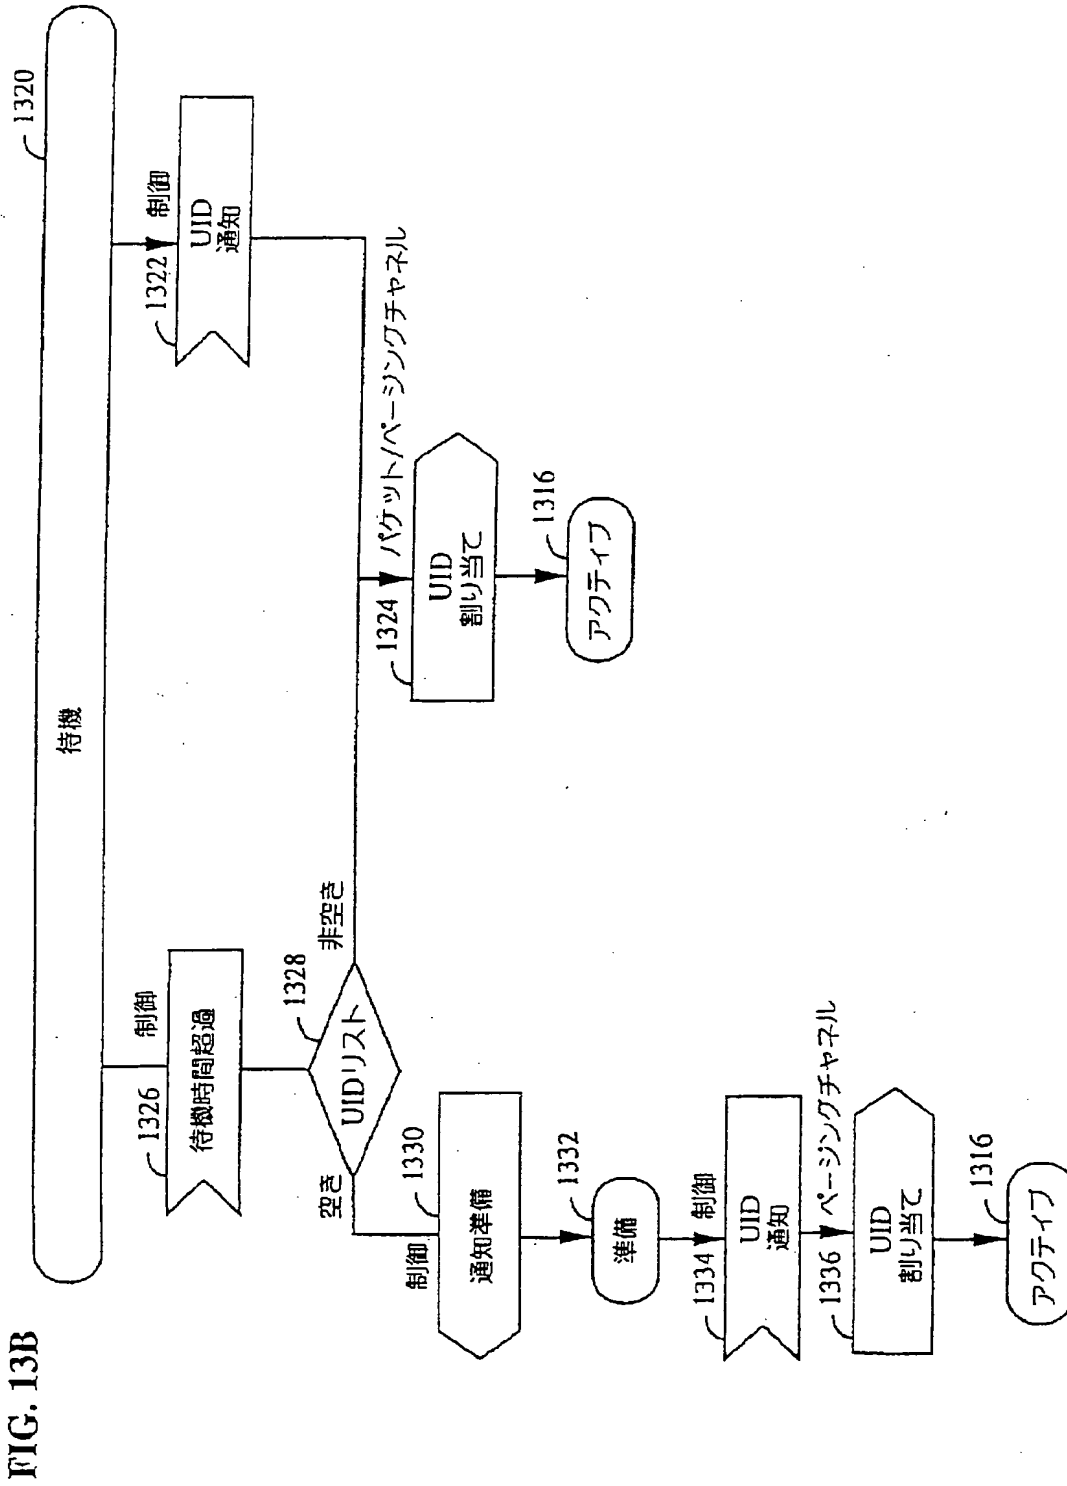 FIG. 13B
1320
待機
1326
制御
待機時間超過
1322
制御
UID
通知
1328
UIDリスト
空き
非空き
1324
パケット/ページングチャネル
UID
割り当て
1316
アクティブ
制御
1330
通知準備
1332
準備
1334
制御
UID
通知
1336
ページングチャネル
UID
割り当て
1316
アクティブ